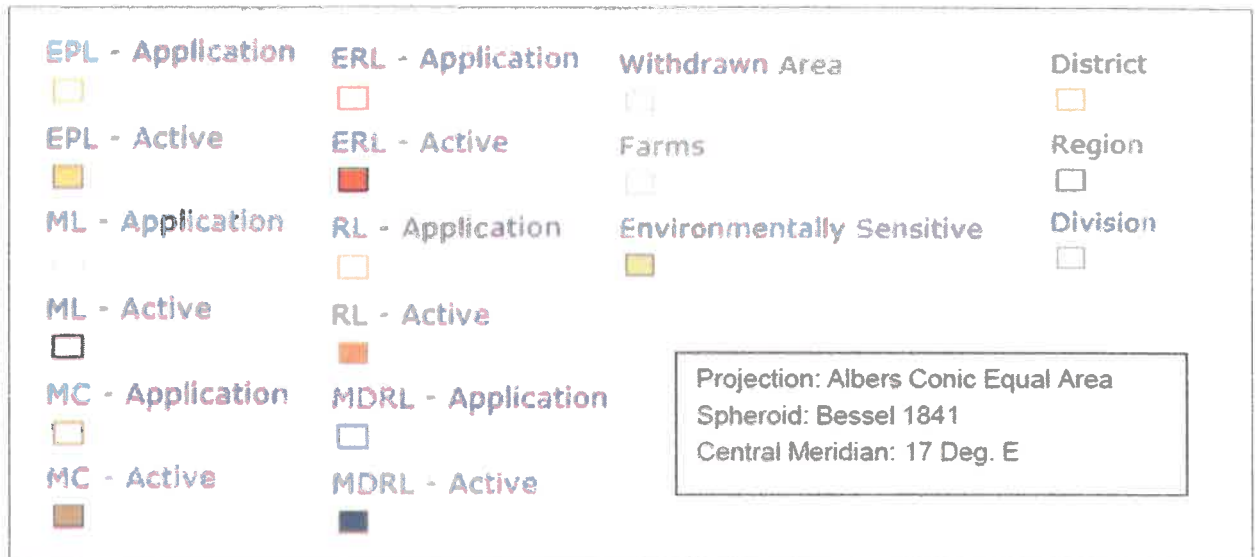 EPL - Application
EPL - Active
ML - Application
ML - Active
MC - Application
MC - Active
ERL - Application
ERL - Active
RL - Application
RL - Active
MDRL - Application
MDRL - Active
Withdrawn Area
Farms
Environmentally Sensitive
District
Region
Division
Projection: Albers Conic Equal Area
Spheroid: Bessel 1841
Central Meridian: 17 Deg. E